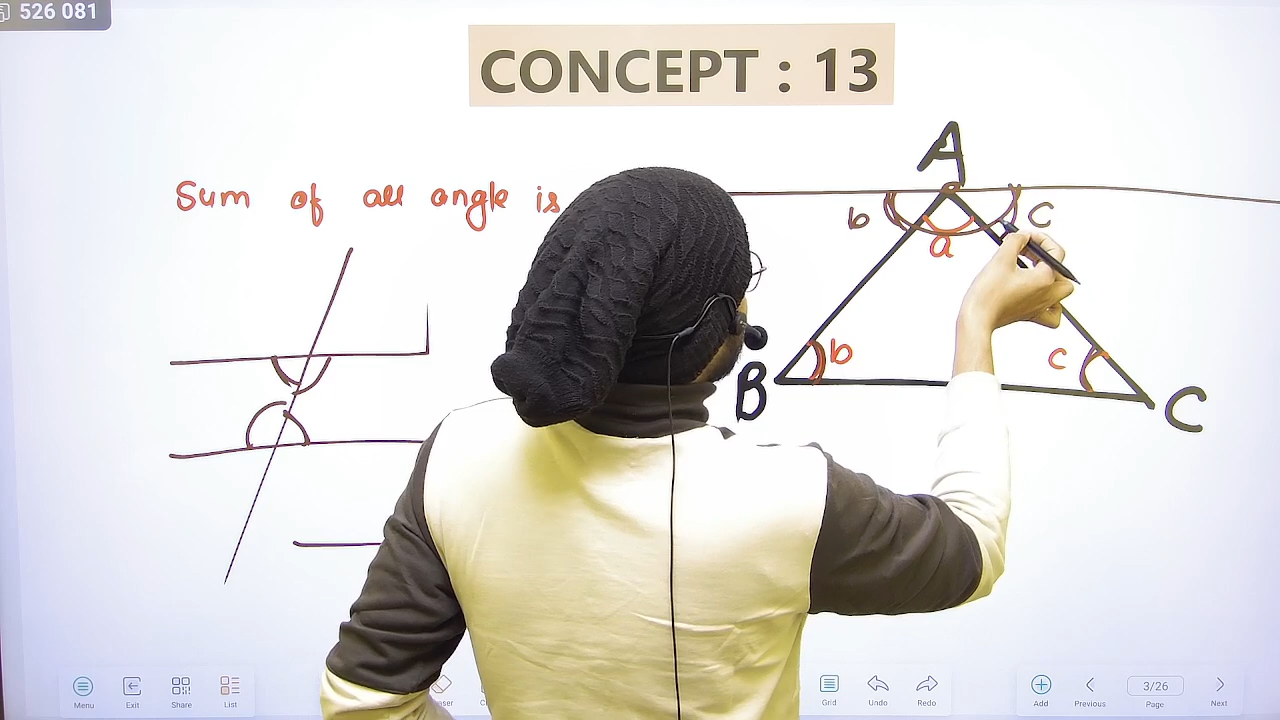 526 081
CONCEPT : 13
A
Sum of all angle is
b
c
a
b
c
B
C
Menu
Exit
Share
List
Grid
Undo
Redo
Add
Previous
3/26
Page
Next